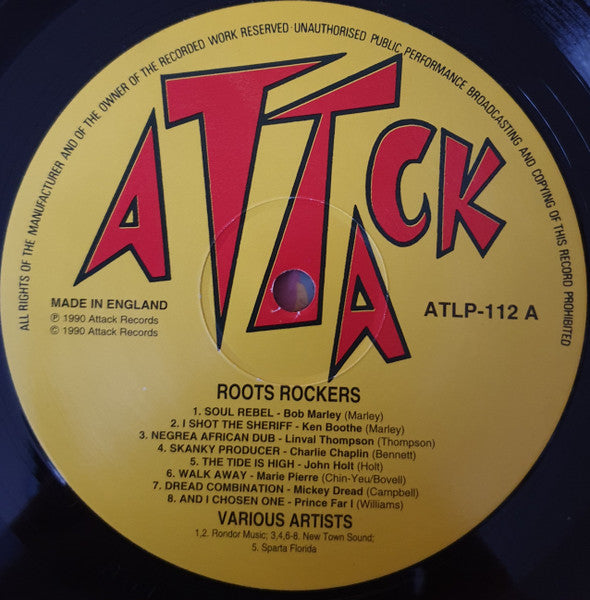 ALL RIGHTS OF THE MANUFACTURER AND OF THE OWNER OF THE RECORDED WORK RESERVED · UNAUTHORISED PUBLIC PERFORMANCE BROADCASTING AND COPYING OF THIS RECORD PROHIBITED
ATTACK
MADE IN ENGLAND
℗ 1990 Attack Records
© 1990 Attack Records
ATLP-112 A
ROOTS ROCKERS
1. SOUL REBEL - Bob Marley (Marley)
2. I SHOT THE SHERIFF - Ken Boothe (Marley)
3. NEGREA AFRICAN DUB - Linval Thompson (Thompson)
4. SKANKY PRODUCER - Charlie Chaplin (Bennett)
5. THE TIDE IS HIGH - John Holt (Holt)
6. WALK AWAY - Marie Pierre (Chin-Yeu/Bovell)
7. DREAD COMBINATION - Mickey Dread (Campbell)
8. AND I CHOSEN ONE - Prince Far I (Williams)
VARIOUS ARTISTS
1,2. Rondor Music; 3,4,6-8. New Town Sound;
5. Sparta Florida